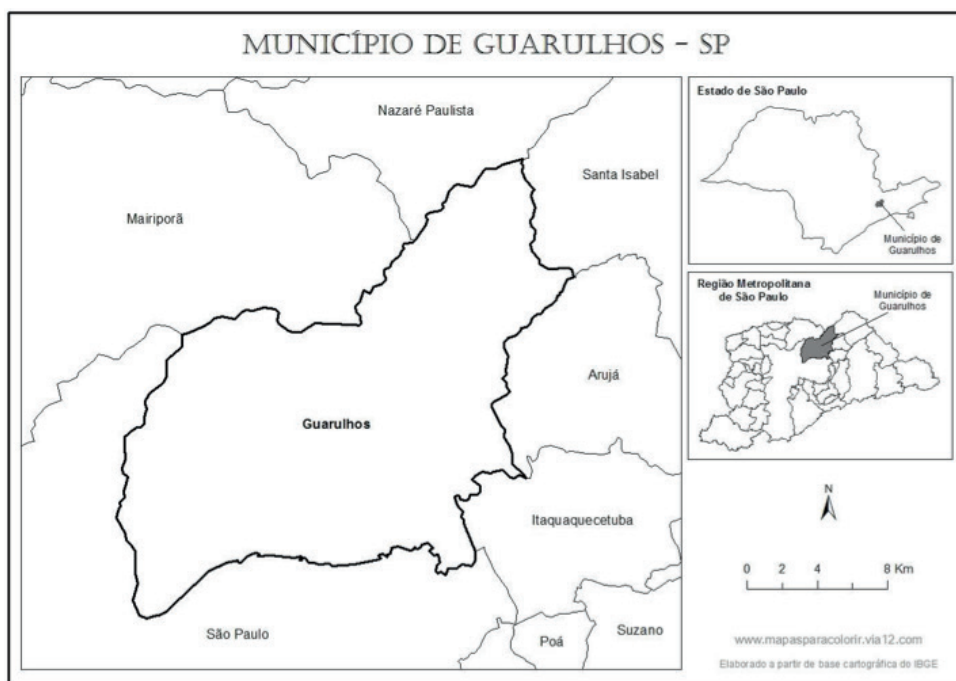 MUNICÍPIO DE GUARULHOS – SP
Nazaré Paulista
Santa Isabel
Mairiporã
Arujá
Guarulhos
Itaquaquecetuba
São Paulo
Poá
Suzano
Estado de São Paulo
Município de
Guarulhos
Região Metropolitana
de São Paulo
Município de
Guarulhos
N
0 2 4 8 Km
www.mapasparacolorir.via12.com
Elaborado a partir de base cartográfica do IBGE